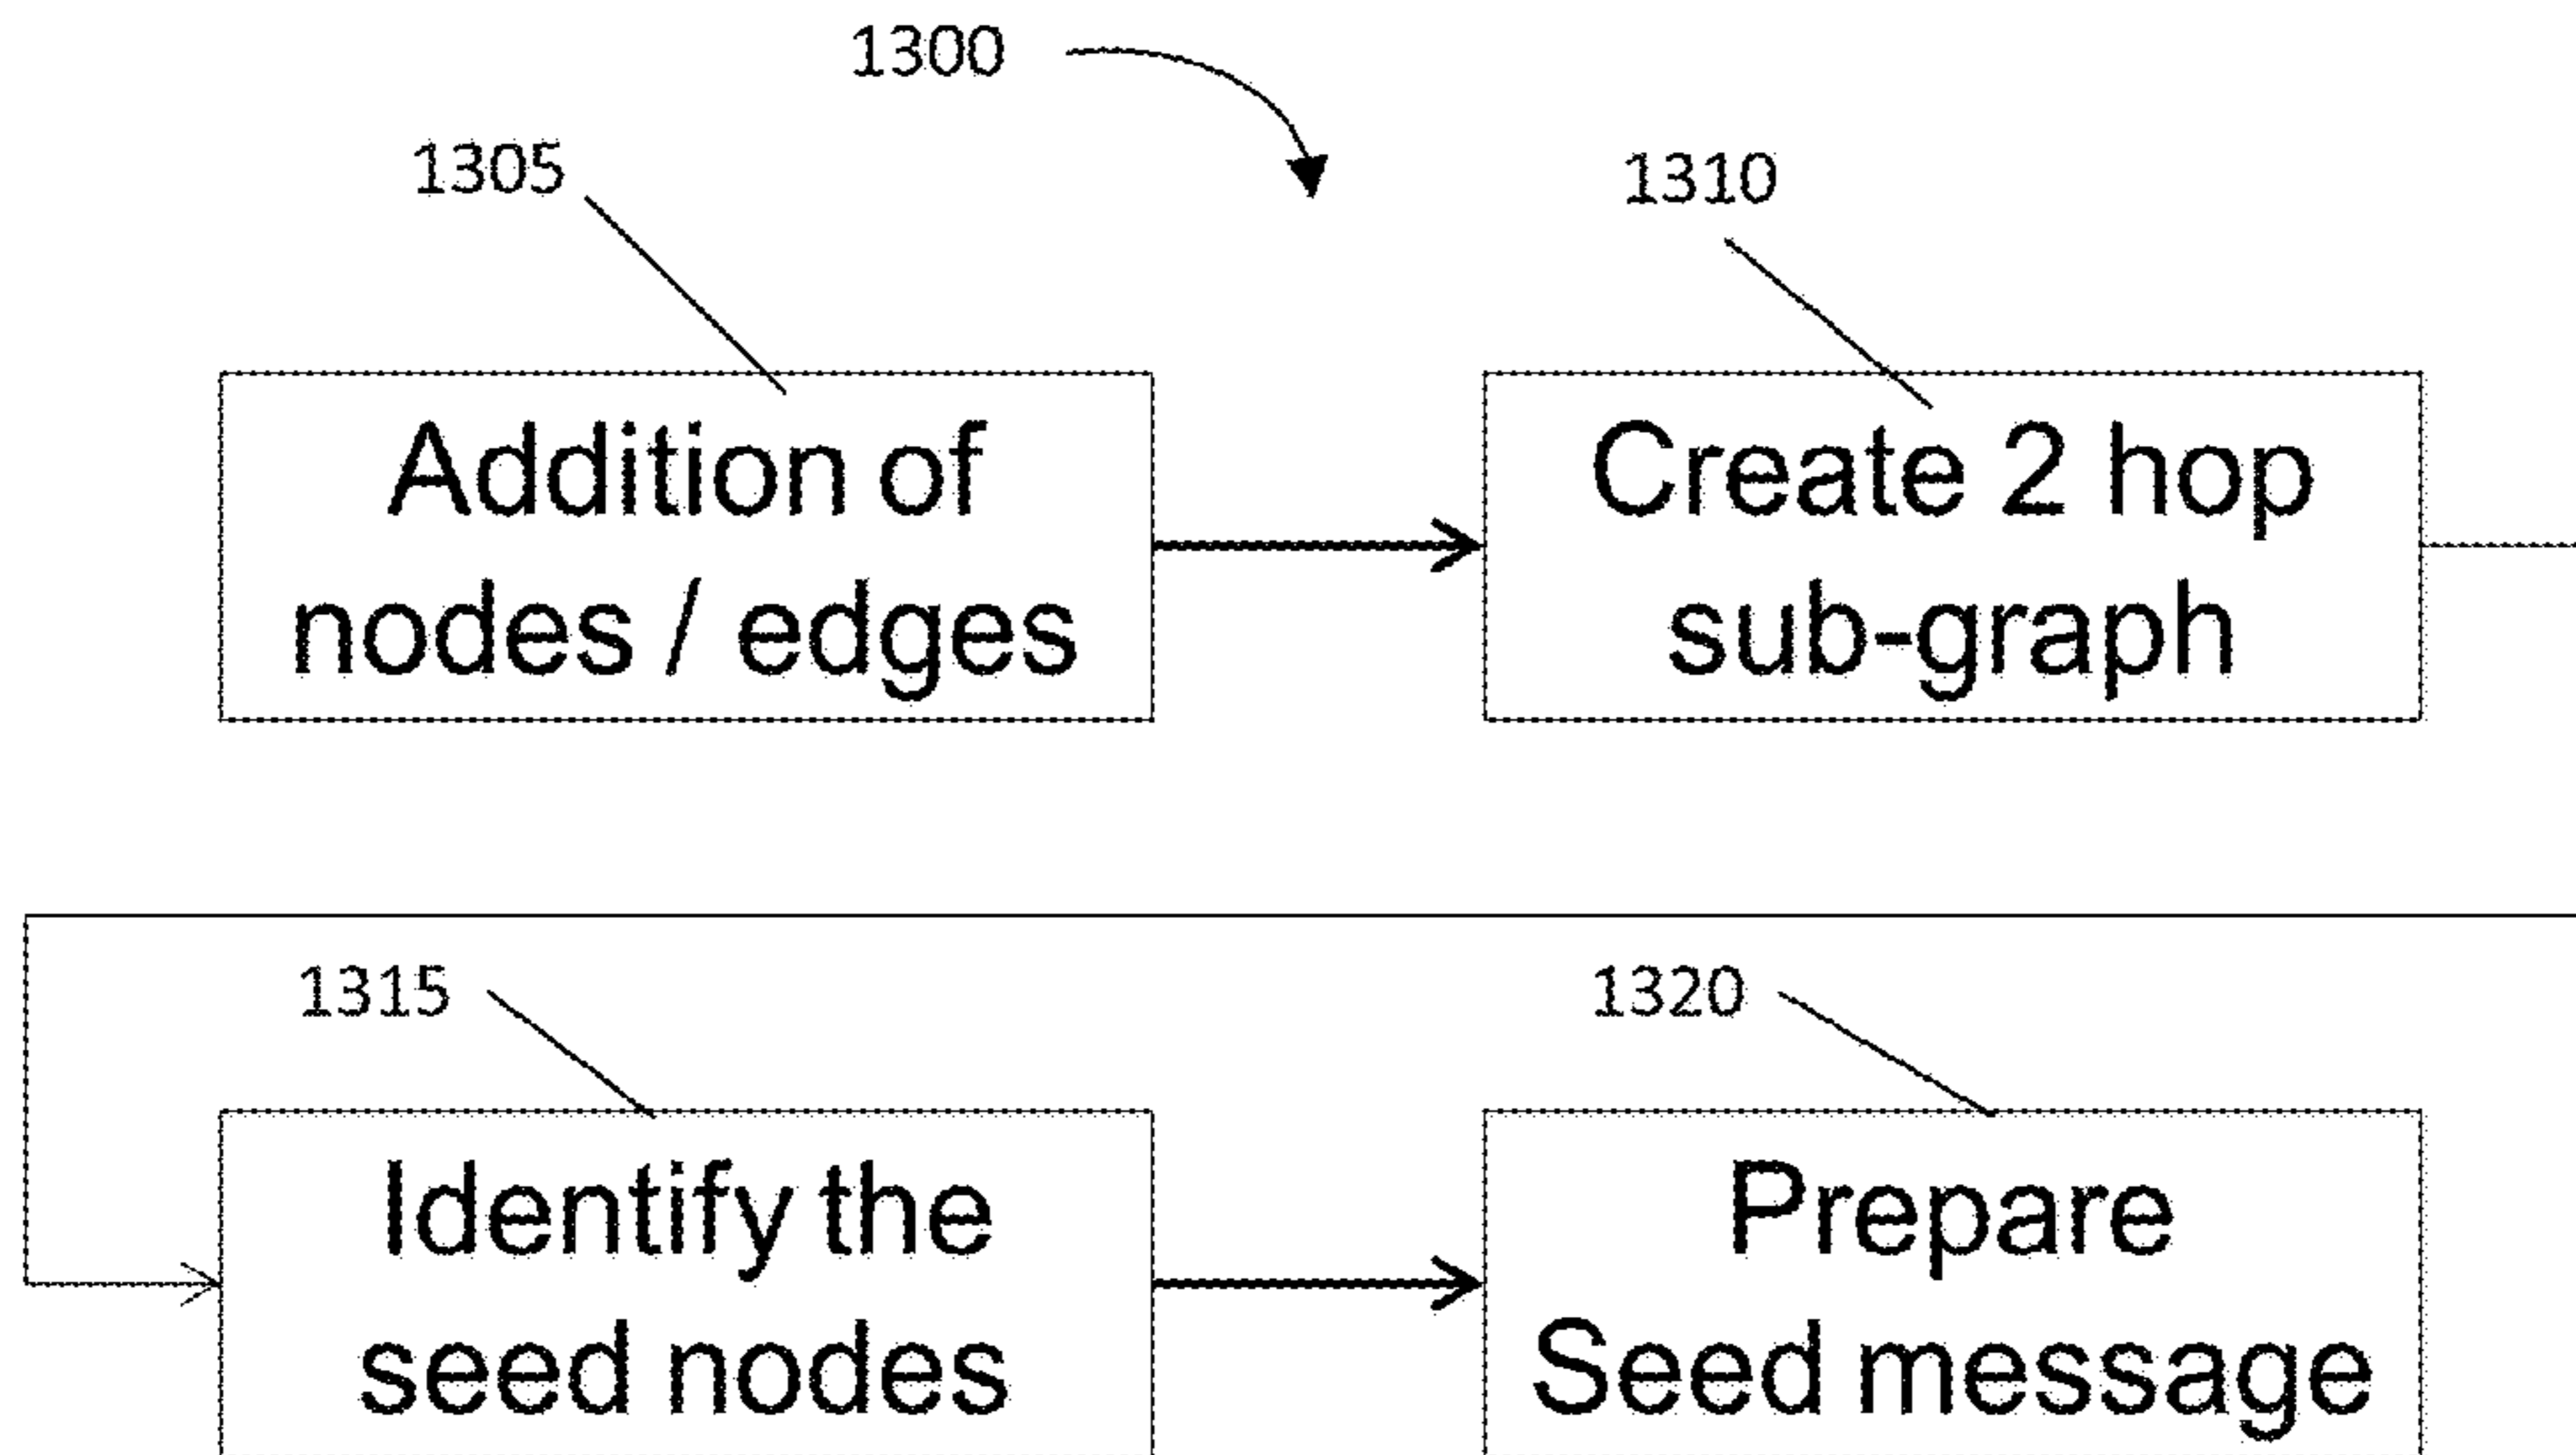 1300
1305
1310
Addition of
nodes / edges
Create 2 hop
sub-graph
1315
1320
Identify the
seed nodes
Prepare
Seed message